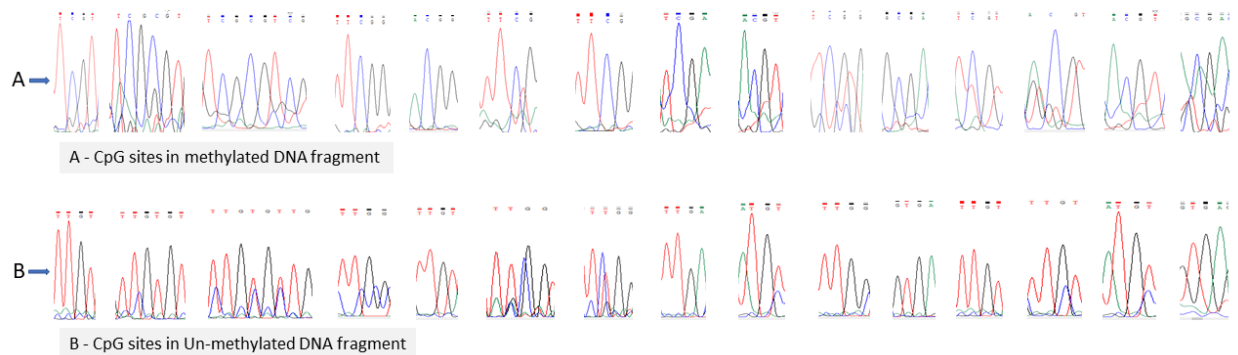 T C G T
T C G C G T
T C G C G T C G
T T C G G
A C G G
T T C G
T T C G
T C G A
A C G T
T C G G
G C G A
T C G T
A C G T
A C G T
G C G A
A
A - CpG sites in methylated DNA fragment
T T G T
T T G T G T
T T G T G T T G
T T G G
T T G T
T T G G
T T G G
T T G A
A T G T
T T G G
G T G A
T T G T
T T G T
A T G T
G T G A
B
B - CpG sites in Un-methylated DNA fragment